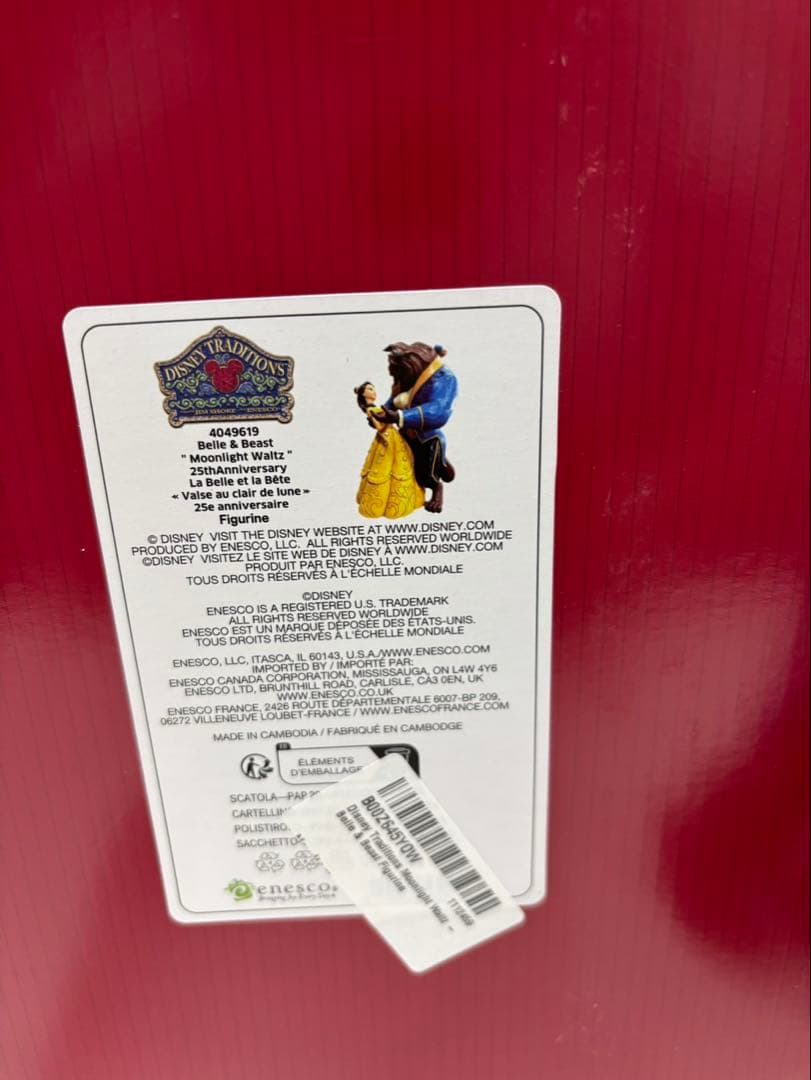 DISNEY TRADITIONS
JIM SHORE ENESCO
4049619
Belle & Beast
" Moonlight Waltz "
25thAnniversary
La Belle et la Bête
« Valse au clair de lune »
25e anniversaire
Figurine
© DISNEY VISIT THE DISNEY WEBSITE AT WWW.DISNEY.COM
PRODUCED BY ENESCO, LLC. ALL RIGHTS RESERVED WORLDWIDE
©DISNEY VISITEZ LE SITE WEB DE DISNEY À WWW.DISNEY.COM
PRODUIT PAR ENESCO, LLC.
TOUS DROITS RÉSERVÉS À L'ÉCHELLE MONDIALE
©DISNEY
ENESCO IS A REGISTERED U.S. TRADEMARK
ALL RIGHTS RESERVED WORLDWIDE
ENESCO EST UN MARQUE DÉPOSÉE DES ÉTATS-UNIS.
TOUS DROITS RÉSERVÉS À L'ÉCHELLE MONDIALE
ENESCO, LLC, ITASCA, IL 60143, U.S.A./WWW.ENESCO.COM
IMPORTED BY / IMPORTÉ PAR:
ENESCO CANADA CORPORATION, MISSISSAUGA, ON L4W 4Y6
ENESCO LTD, BRUNTHILL ROAD, CARLISLE, CA3 0EN, UK
WWW.ENESCO.CO.UK
ENESCO FRANCE, 2426 ROUTE DÉPARTEMENTALE 6007-BP 209,
06272 VILLENEUVE LOUBET-FRANCE / WWW.ENESCOFRANCE.COM
MADE IN CAMBODIA / FABRIQUÉ EN CAMBODGE
FR
ÉLÉMENTS
D'EMBALLAGE
SCATOLA—PAP
CARTELLIN
POLISTIRO
SACCHETTO
enesco
Bringing Joy Every Day
B00Z645YOW
Disney Traditions Moonlight Waltz –
Belle & Beast Figurine